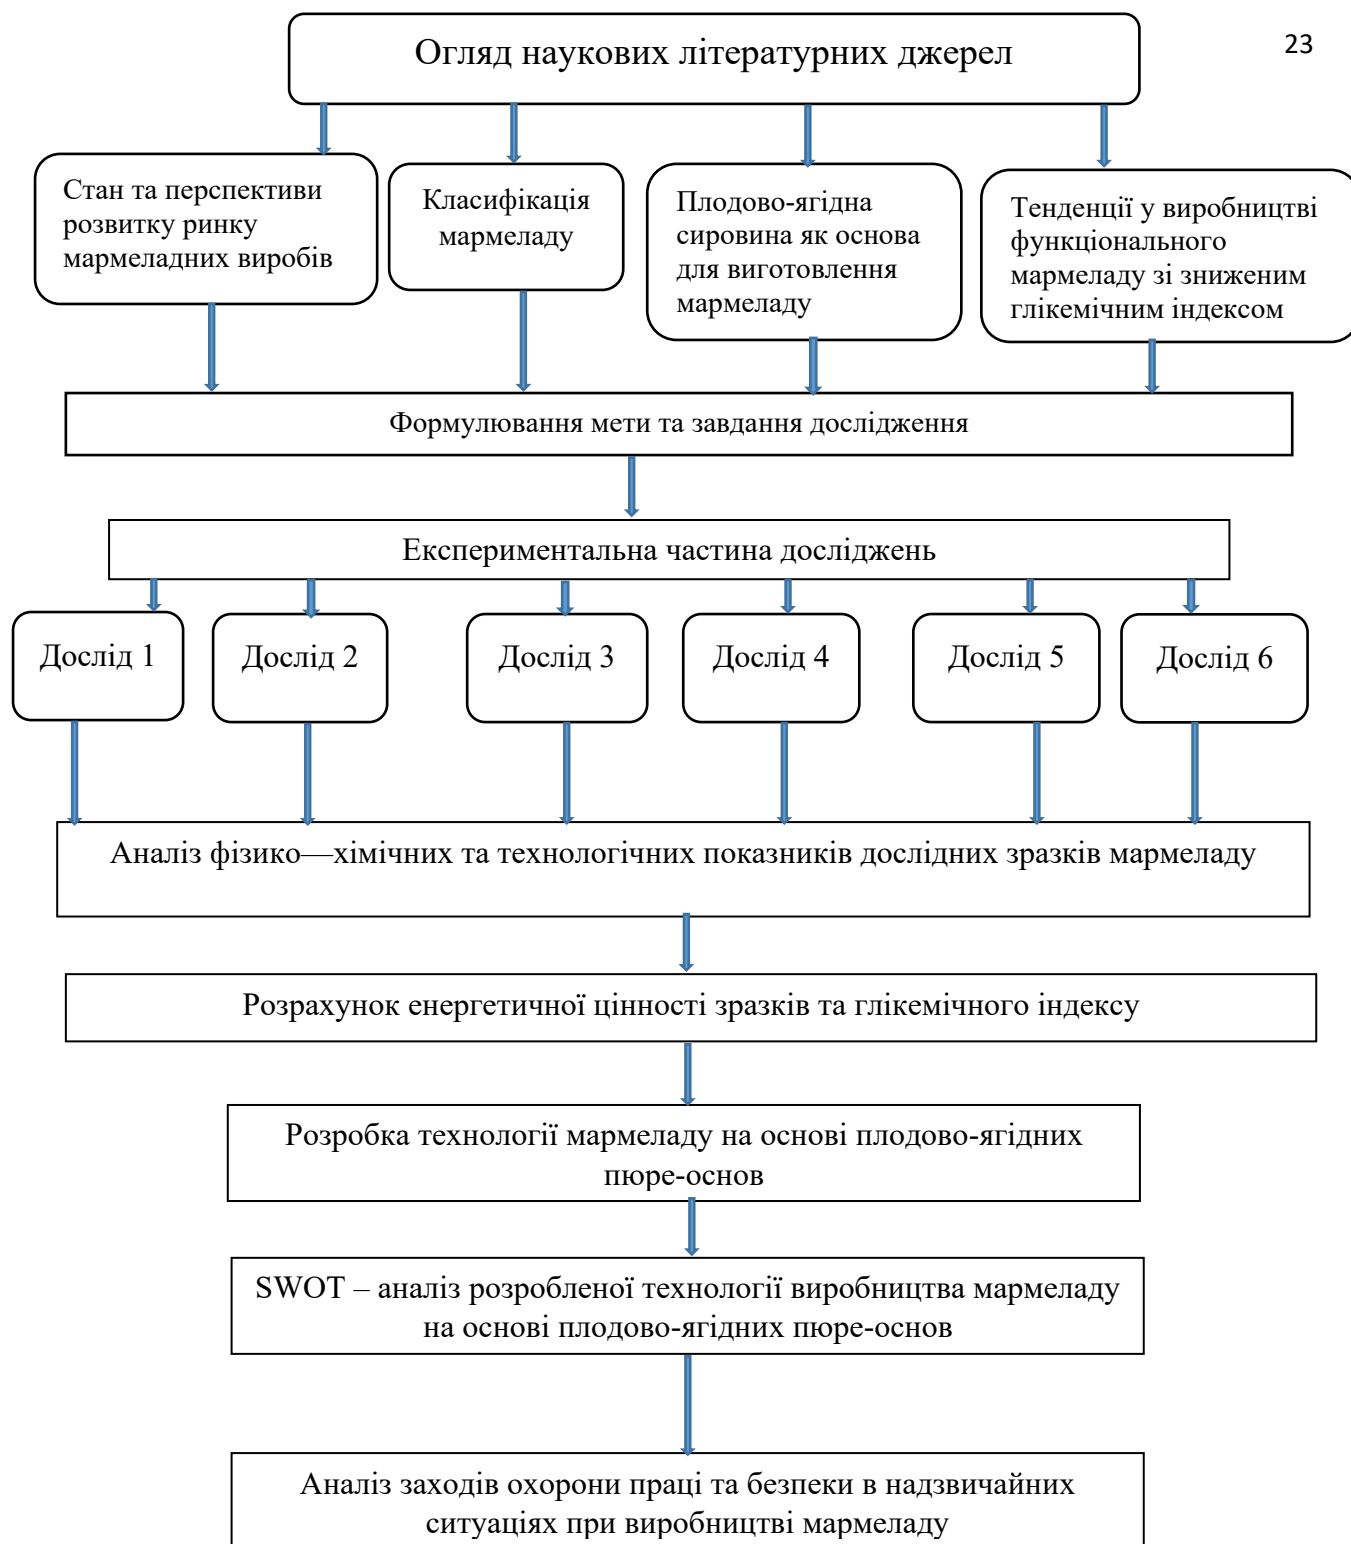 Огляд наукових літературних джерел
23
Стан та перспективи
розвитку ринку
мармеладних виробів
Класифікація
мармеладу
Плодово-ягідна
сировина як основа
для виготовлення
мармеладу
Тенденції у виробництві
функціонального
мармеладу зі зниженим
глікемічним індексом
Формулювання мети та завдання дослідження
Експериментальна частина досліджень
Дослід 1
Дослід 2
Дослід 3
Дослід 4
Дослід 5
Дослід 6
Аналіз фізико—хімічних та технологічних показників дослідних зразків мармеладу
Розрахунок енергетичної цінності зразків та глікемічного індексу
Розробка технології мармеладу на основі плодово-ягідних
пюре-основ
SWOT – аналіз розробленої технології виробництва мармеладу
на основі плодово-ягідних пюре-основ
Аналіз заходів охорони праці та безпеки в надзвичайних
ситуаціях при виробництві мармеладу